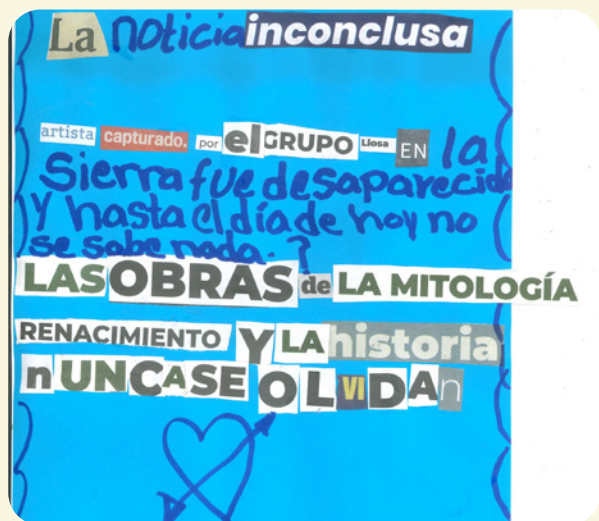 La noticia inconclusa
artista capturado. por el GRUPO Llosa EN la
Sierra fue desaparecido
Y hasta el día de hoy no
se sabe nada. ?
LAS OBRAS de LA MITOLOGÍA
RENACIMIENTO Y LA historia
nUNCA SE OLVIDAn